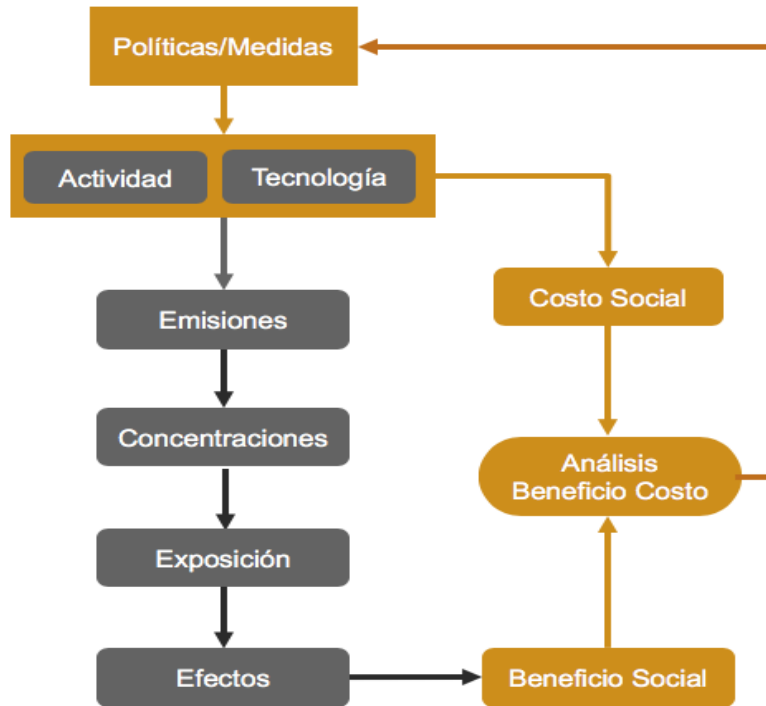 Políticas/Medidas
Actividad
Tecnología
Emisiones
Costo Social
Concentraciones
Análisis
Beneficio Costo
Exposición
Efectos
Beneficio Social